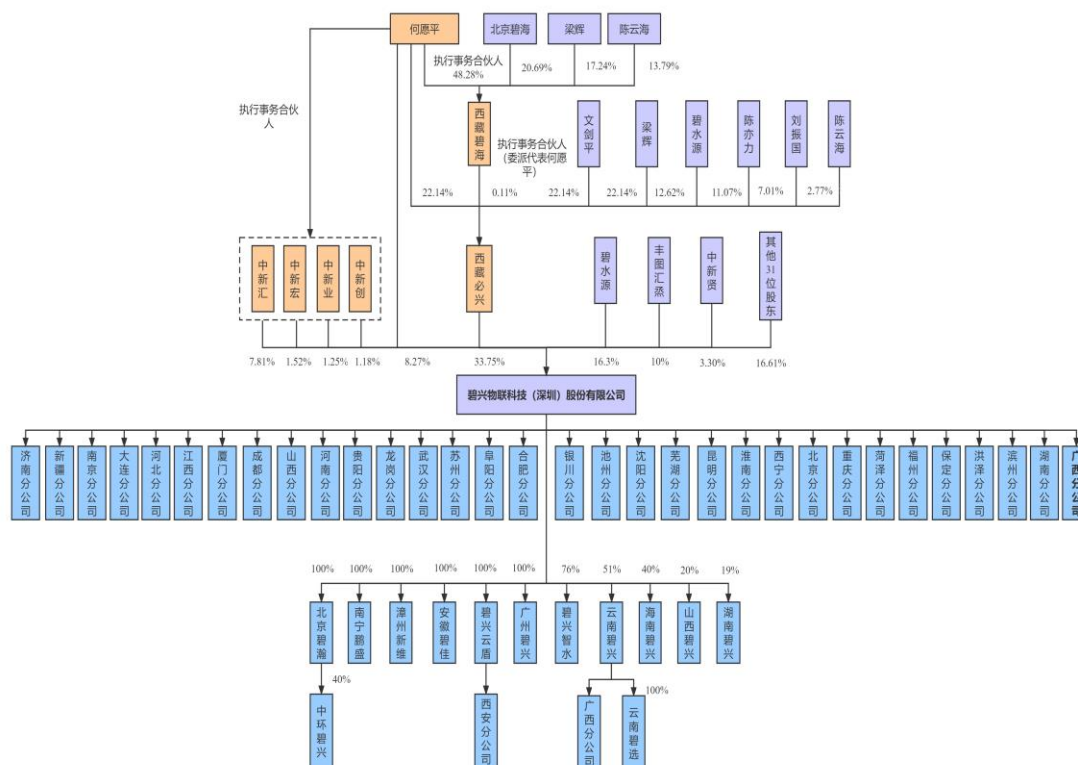 何愿平
北京碧海
梁辉
陈云海
执行事务合伙人
48.28%
20.69%
17.24%
13.79%
执行事务合伙
人
西藏碧海
执行事务合伙人
（委派代表何愿
平）
文剑平
梁辉
碧水源
陈亦力
刘振国
陈云海
22.14%
0.11%
22.14%
22.14%
12.62%
11.07%
7.01%
2.77%
中新汇
中新宏
中新业
中新创
西藏必兴
碧水源
丰图汇烝
中新贤
其他31位股东
7.81%
1.52%
1.25%
1.18%
8.27%
33.75%
16.3%
10%
3.30%
16.61%
碧兴物联科技（深圳）股份有限公司
济南分公司
新疆分公司
南京分公司
大连分公司
河北分公司
江西分公司
厦门分公司
成都分公司
山西分公司
河南分公司
贵阳分公司
龙岗分公司
武汉分公司
苏州分公司
阜阳分公司
合肥分公司
银川分公司
池州分公司
沈阳分公司
芜湖分公司
昆明分公司
淮南分公司
西宁分公司
北京分公司
重庆分公司
菏泽分公司
福州分公司
保定分公司
洪泽分公司
滨州分公司
湖南分公司
广西分公司
100%
100%
100%
100%
100%
100%
76%
51%
40%
20%
19%
北京碧瀚
南宁鹏盛
漳州新维
安徽碧佳
碧兴云盾
广州碧兴
碧兴智水
云南碧兴
海南碧兴
山西碧兴
湖南碧兴
40%
100%
中环碧兴
西安分公司
广西分公司
云南碧选